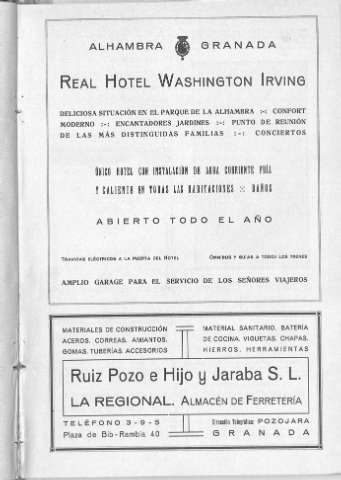 ALHAMBRA GRANADA
REAL HOTEL WASHINGTON IRVING
DELICIOSA SITUACIÓN EN EL PARQUE DE LA ALHAMBRA :-: CONFORT
MODERNO :-: ENCANTADORES JARDINES :-: PUNTO DE REUNIÓN
DE LAS MÁS DISTINGUIDAS FAMILIAS :-: CONCIERTOS
ÚNICO HOTEL CON INSTALACIÓN DE AGUA CORRIENTE FRÍA
Y CALIENTE EN TODAS LAS HABITACIONES :: BAÑOS
ABIERTO TODO EL AÑO
TRANVÍAS ELÉCTRICOS A LA PUERTA DEL HOTEL OMNIBUS Y GUÍAS A TODOS LOS TRENES
AMPLIO GARAGE PARA EL SERVICIO DE LOS SEÑORES VIAJEROS
MATERIALES DE CONSTRUCCIÓN
ACEROS, CORREAS, AMIANTOS,
GOMAS, TUBERÍAS, ACCESORIOS
MATERIAL SANITARIO, BATERÍA
DE COCINA, VIGUETAS, CHAPAS,
HIERROS, HERRAMIENTAS
Ruiz Pozo e Hijo y Jaraba S. L.
LA REGIONAL. ALMACÉN DE FERRETERÍA
TELÉFONO 3-9-5
Plaza de Bib-Rambla 40
Dirección Telegráfica: POZOJARA
GRANADA